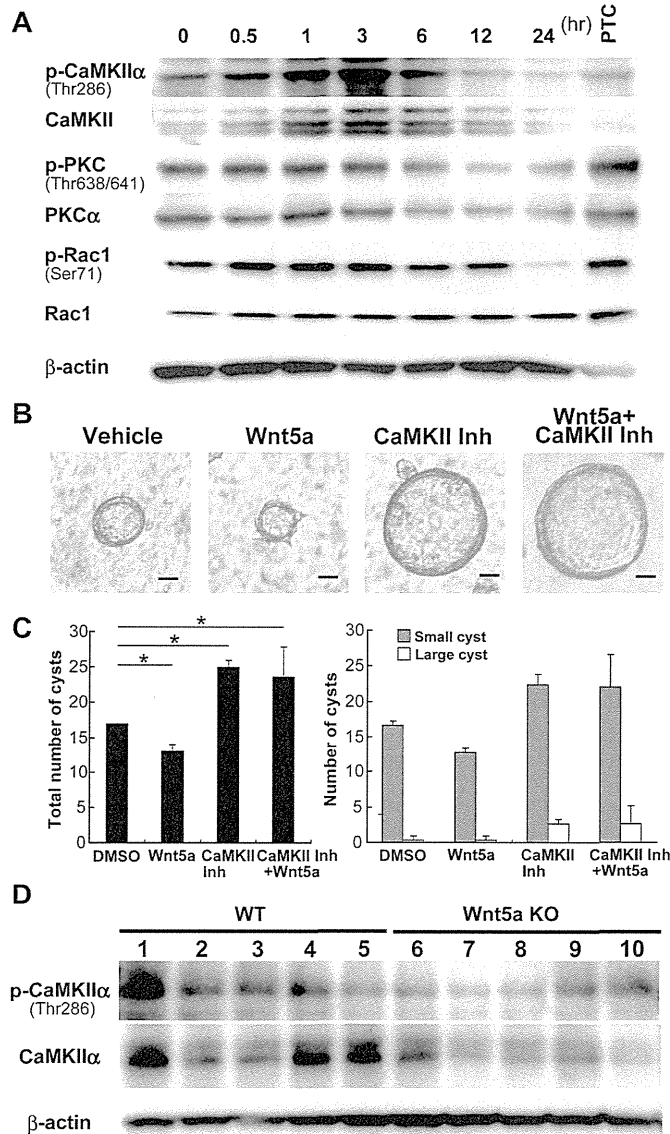 A
0 0.5 1 3 6 12 24 (hr) PTC
p-CaMKIIα
(Thr286)
CaMKII
p-PKC
(Thr638/641)
PKCα
p-Rac1
(Ser71)
Rac1
β-actin
B
Vehicle Wnt5a CaMKII Inh Wnt5a+
CaMKII Inh
C
Total number of cysts
30
25
20
15
10
5
0
* * *
DMSO Wnt5a CaMKII
Inh CaMKII Inh
+Wnt5a
Number of cysts
30
25
20
15
10
5
0
Small cyst
Large cyst
DMSO Wnt5a CaMKII
Inh CaMKII Inh
+Wnt5a
D
WT Wnt5a KO
1 2 3 4 5 6 7 8 9 10
p-CaMKIIα
(Thr286)
CaMKIIα
β-actin